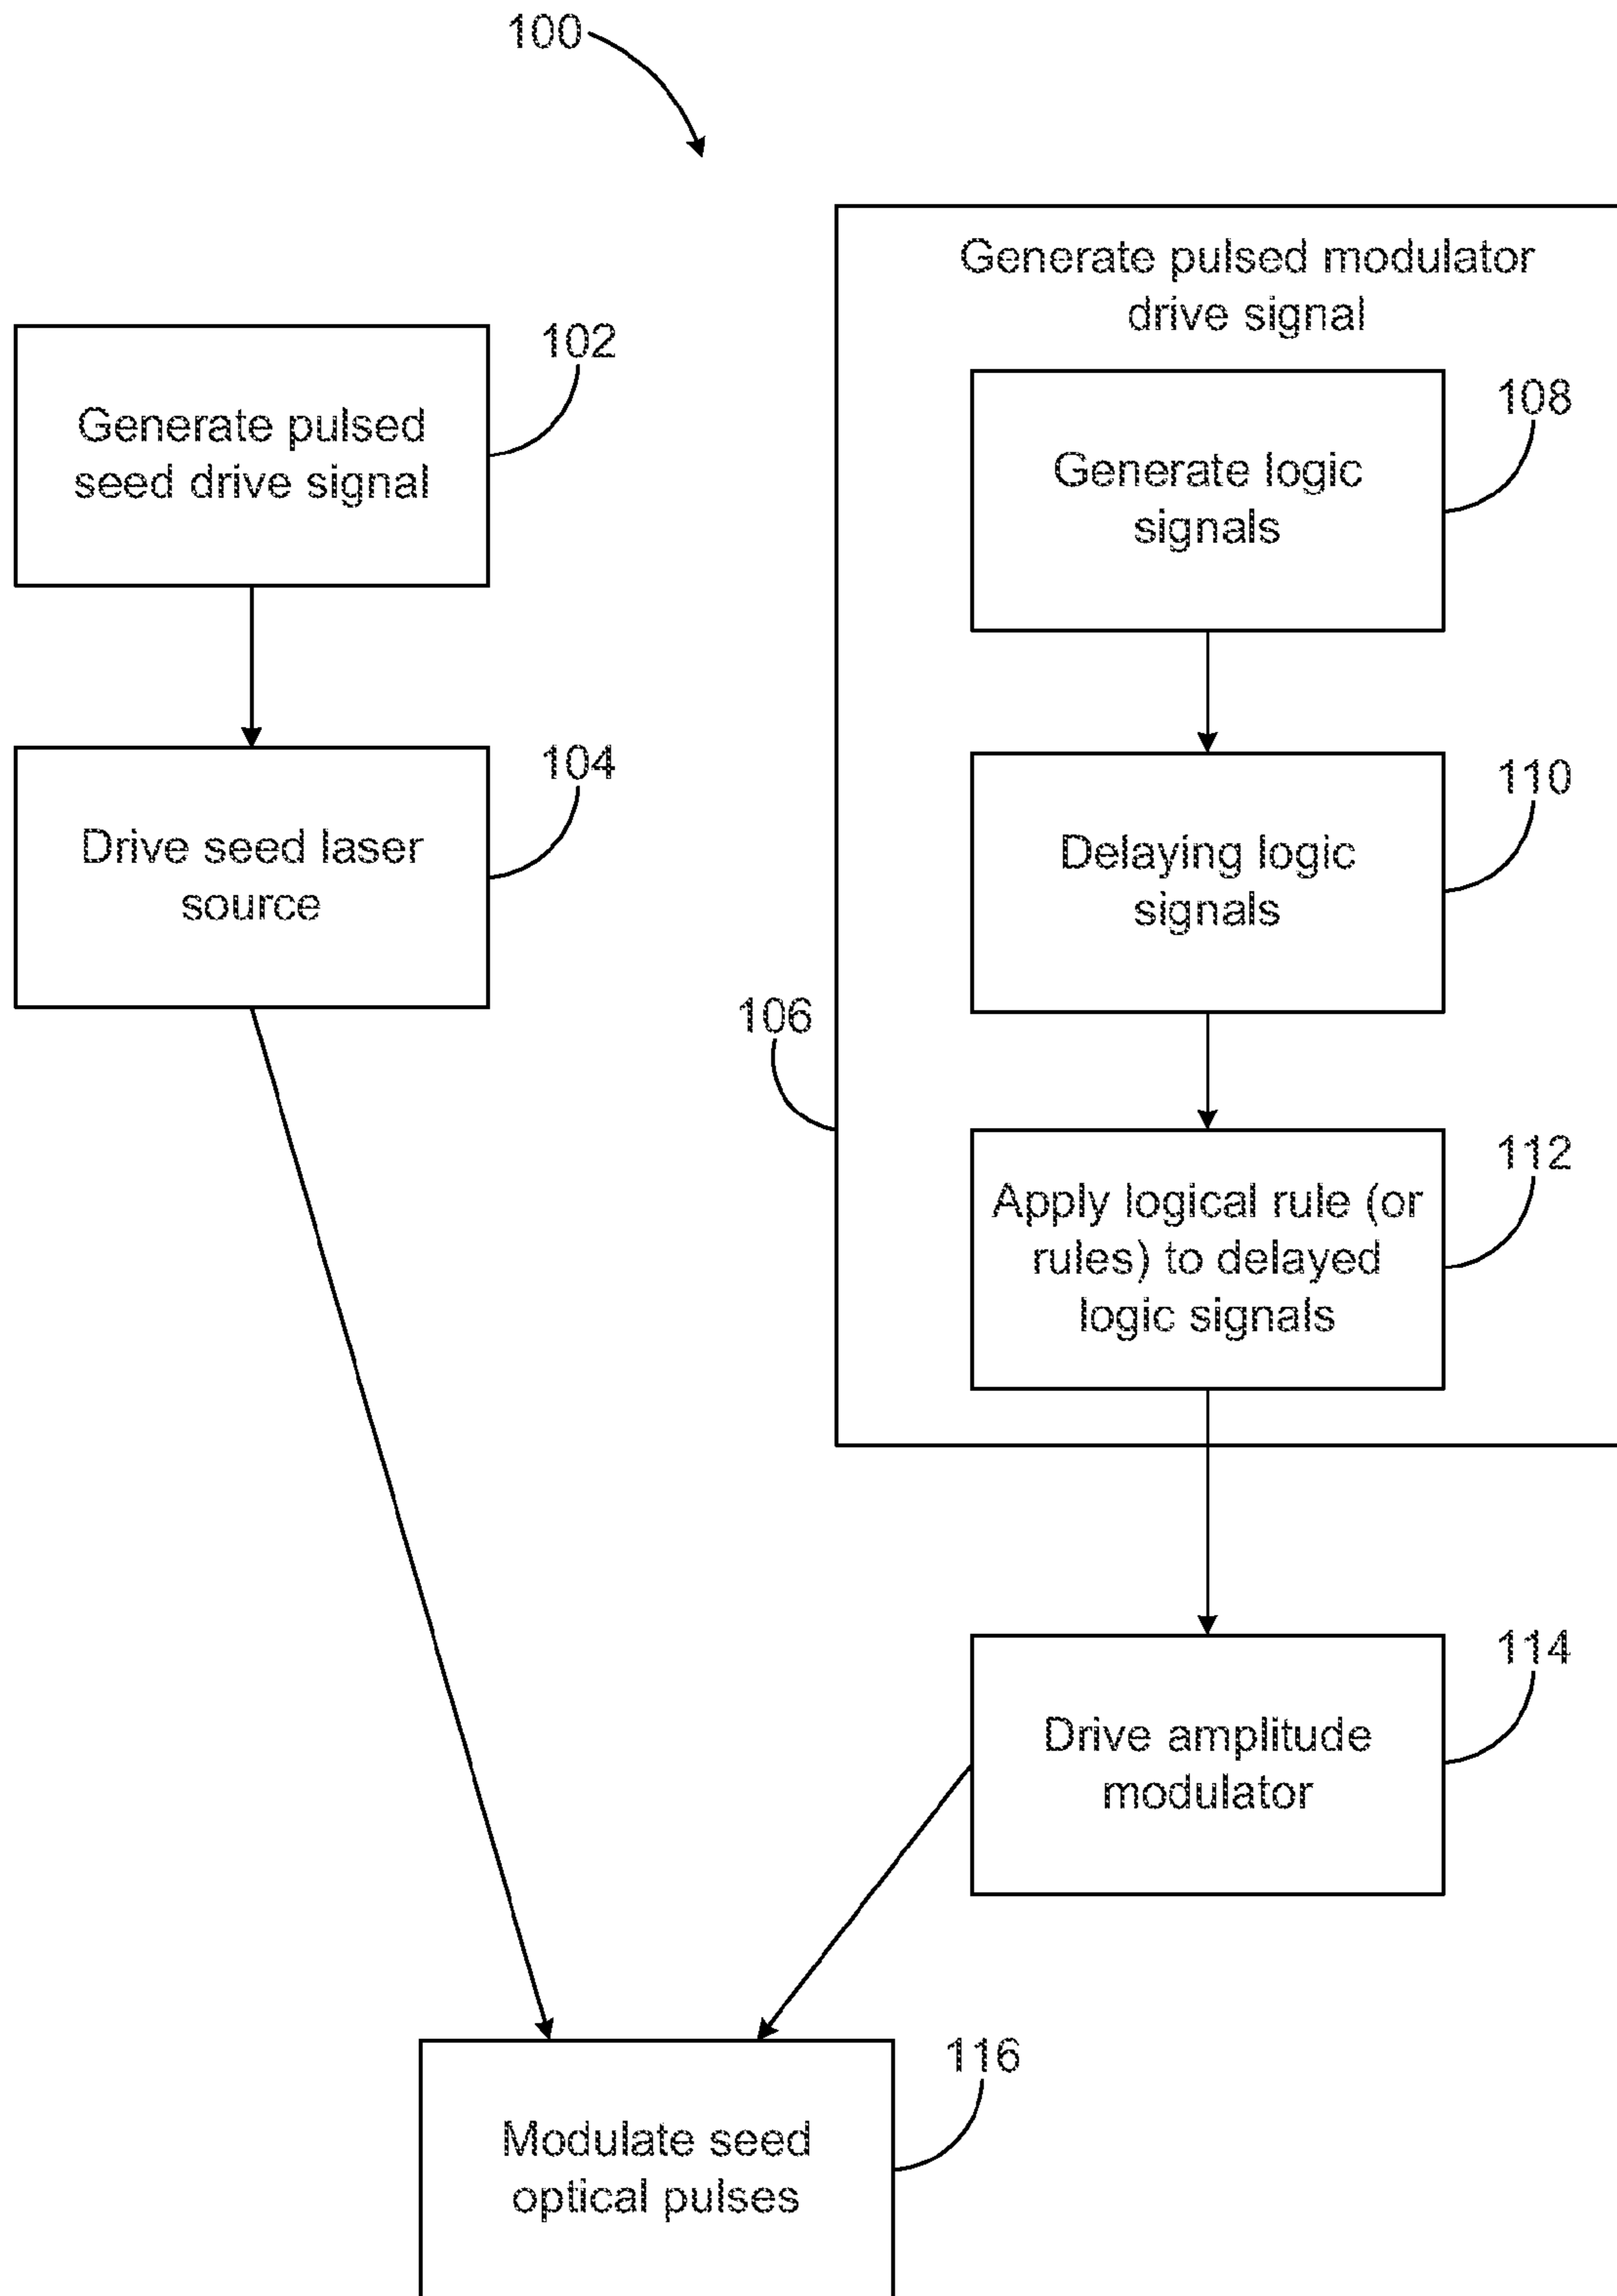 100
102
Generate pulsed
seed drive signal
104
Drive seed laser
source
Generate pulsed modulator
drive signal
108
Generate logic
signals
110
Delaying logic
signals
106
112
Apply logical rule (or
rules) to delayed
logic signals
114
Drive amplitude
modulator
116
Modulate seed
optical pulses